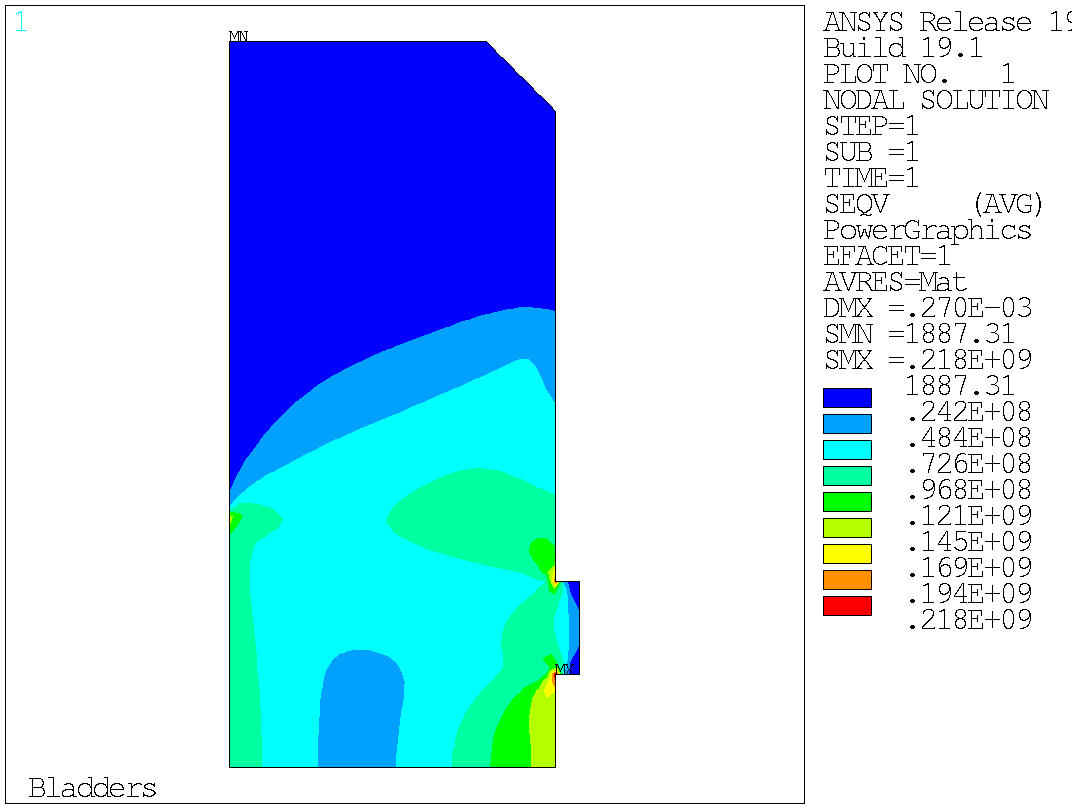 1
MN
ANSYS Release 19
Build 19.1
PLOT NO. 1
NODAL SOLUTION
STEP=1
SUB =1
TIME=1
SEQV (AVG)
PowerGraphics
EFACET=1
AVRES=Mat
DMX =.270E-03
SMN =1887.31
SMX =.218E+09
1887.31
.242E+08
.484E+08
.726E+08
.968E+08
.121E+09
.145E+09
.169E+09
.194E+09
.218E+09
MX
Bladders